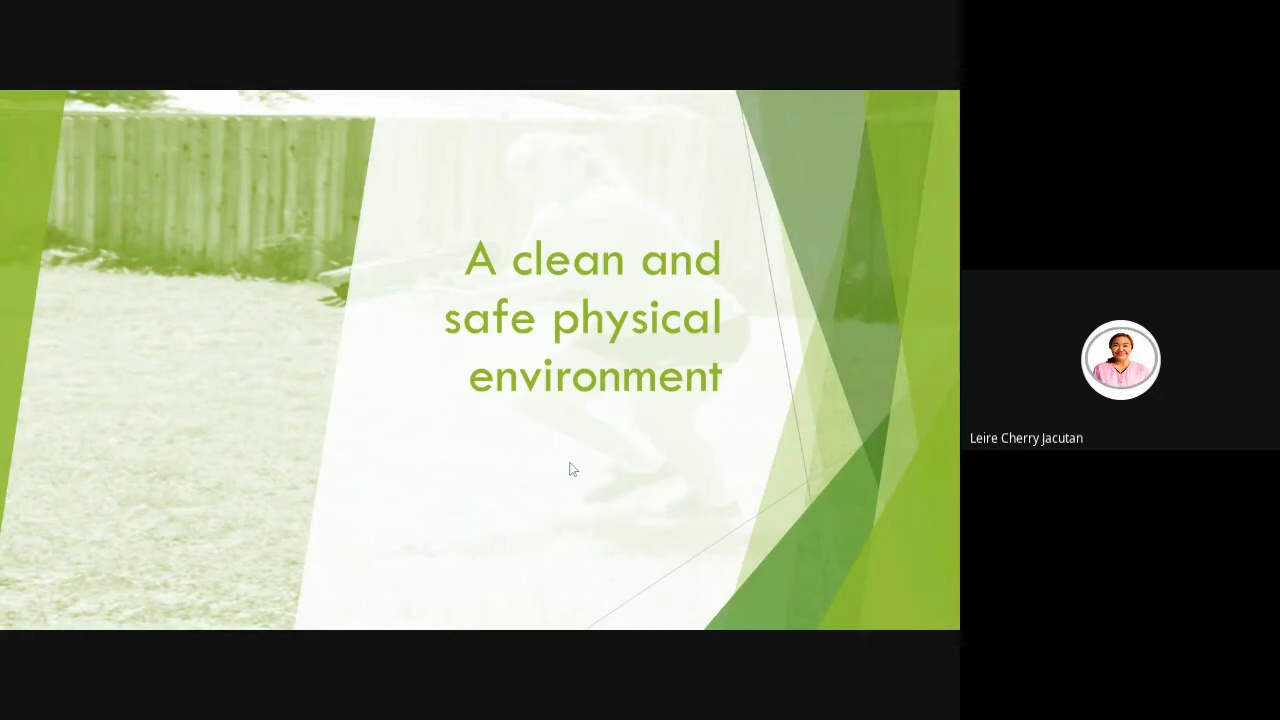 A clean and
safe physical
environment
Leire Cherry Jacutan